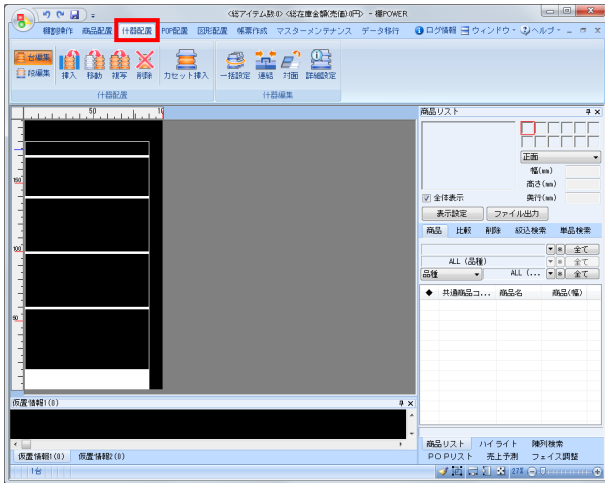 〈総アイテム数:0〉〈総在庫金額(売価):0円〉 - 棚POWER
棚割操作 商品配置 什器配置 POP配置 図形配置 帳票作成 マスターメンテナンス データ移行 ログ情報 ウィンドウ ヘルプ
台編集
段編集
挿入 移動 複写 削除 カセット挿入 一括設定 連結 対面 詳細設定
什器配置 什器編集
50
150
100
50
商品リスト
正面
幅(mm)
高さ(mm)
奥行(mm)
全体表示
表示設定 ファイル出力
商品 比較 削除 絞込検索 単品検索
全て
ALL (品種) 全て
品種 ALL (... 全て
◆ 共通商品コ... 商品名 商品(幅)
仮置情報1(0)
仮置情報1(0) 仮置情報2(0)
商品リスト ハイライト 陳列検索
POPリスト 売上予測 フェイス調整
1台
27%